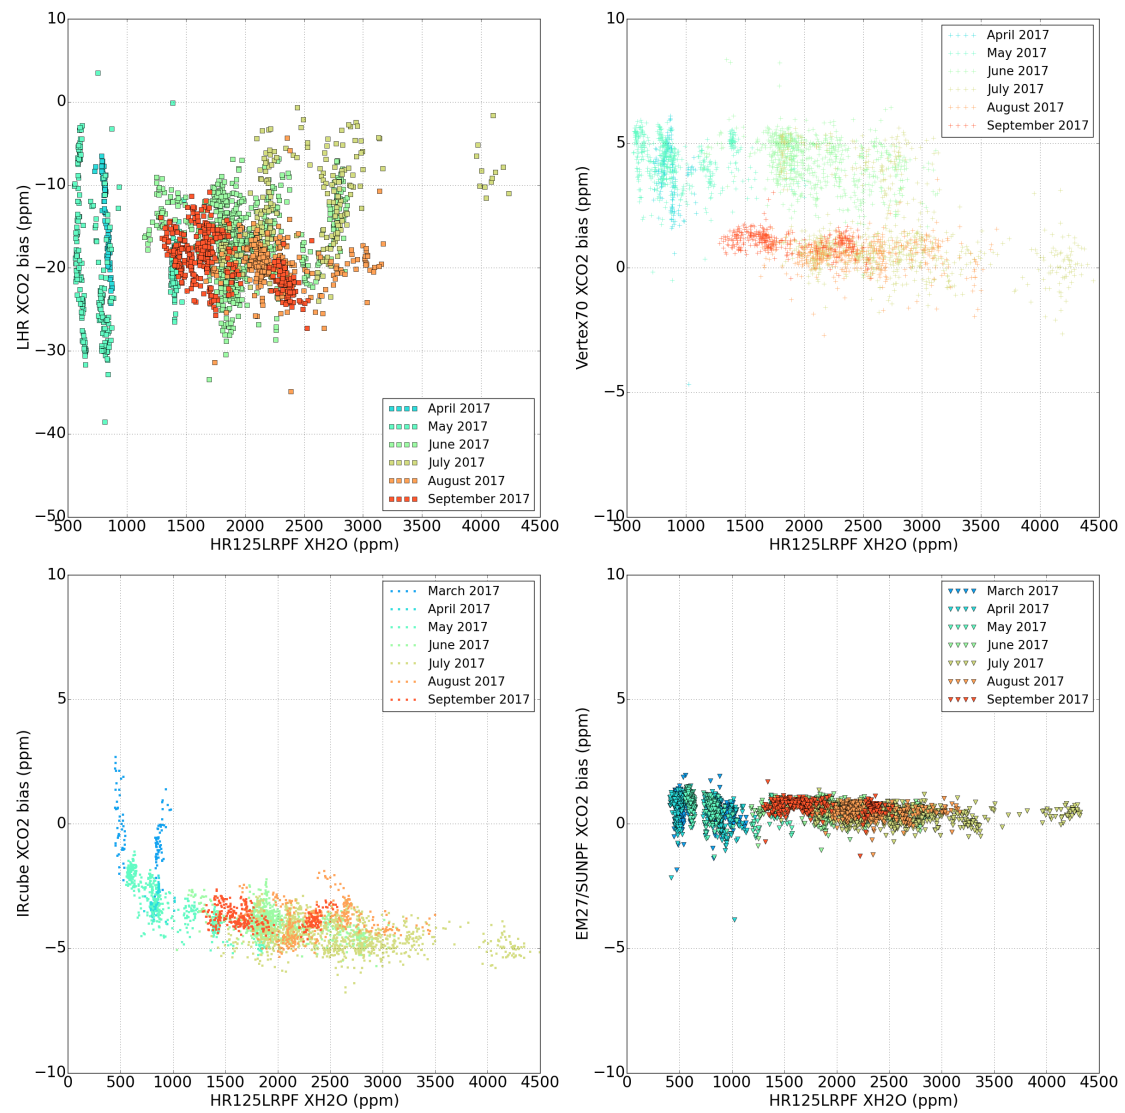 10
0
−10
−20
−30
−40
−50
LHR XCO2 bias (ppm)
April 2017
May 2017
June 2017
July 2017
August 2017
September 2017
500 1000 1500 2000 2500 3000 3500 4000 4500
HR125LRPF XH2O (ppm)
10
5
0
−5
−10
Vertex70 XCO2 bias (ppm)
April 2017
May 2017
June 2017
July 2017
August 2017
September 2017
500 1000 1500 2000 2500 3000 3500 4000 4500
HR125LRPF XH2O (ppm)
10
5
0
−5
−10
IRcube XCO2 bias (ppm)
March 2017
April 2017
May 2017
June 2017
July 2017
August 2017
September 2017
0 500 1000 1500 2000 2500 3000 3500 4000 4500
HR125LRPF XH2O (ppm)
10
5
0
−5
−10
EM27/SUNPF XCO2 bias (ppm)
March 2017
April 2017
May 2017
June 2017
July 2017
August 2017
September 2017
0 500 1000 1500 2000 2500 3000 3500 4000 4500
HR125LRPF XH2O (ppm)